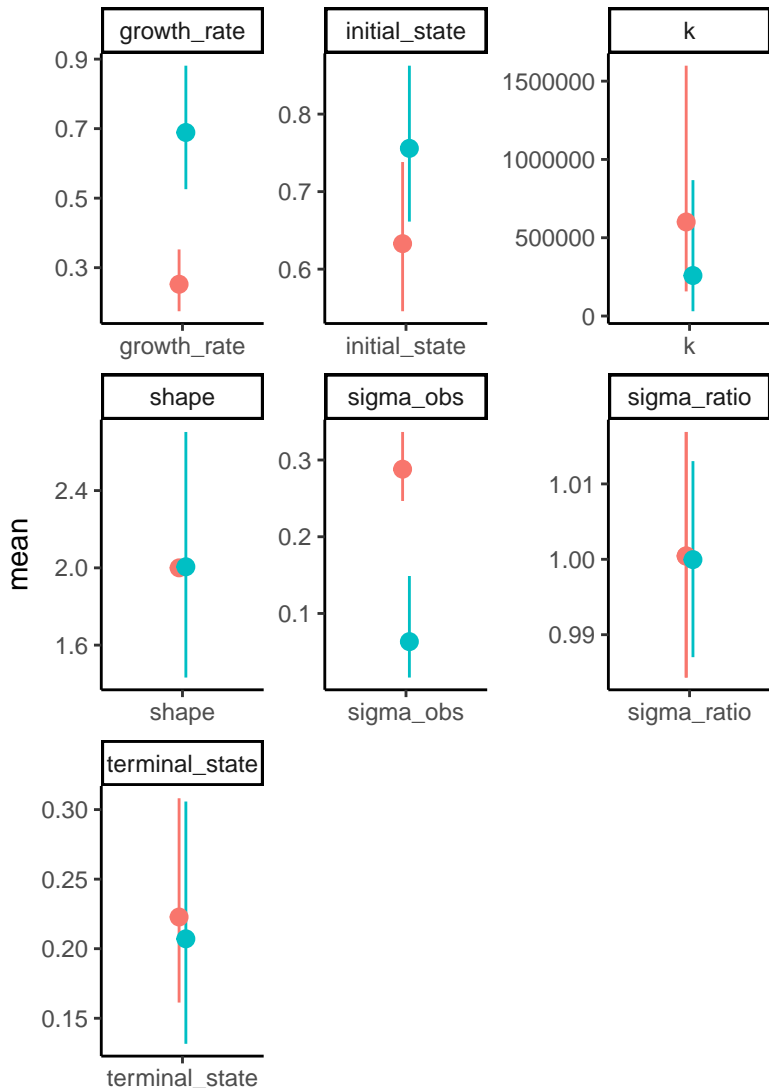 growth_rate
initial_state
k
0.9
0.7
0.5
0.3
0.8
0.7
0.6
1500000
1000000
500000
0
growth_rate
initial_state
k
shape
sigma_obs
sigma_ratio
2.4
2.0
1.6
0.3
0.2
0.1
1.01
1.00
0.99
mean
shape
sigma_obs
sigma_ratio
terminal_state
0.30
0.25
0.20
0.15
terminal_state